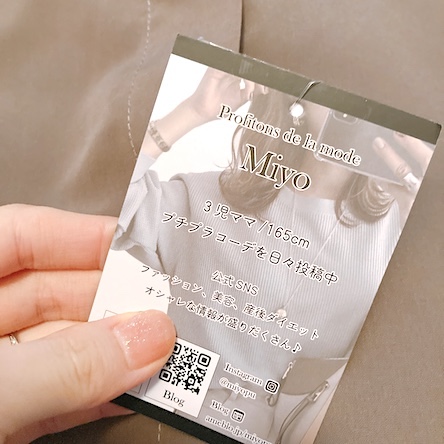 Profitons de la mode
Miyo
3児ママ/165cm
プチプラコーデを日々投稿中
公式SNS
ファッション、美容、産後ダイエット
オシャレな情報が盛りだくさん♪
Instagram
@miyupu
Blog
Blog